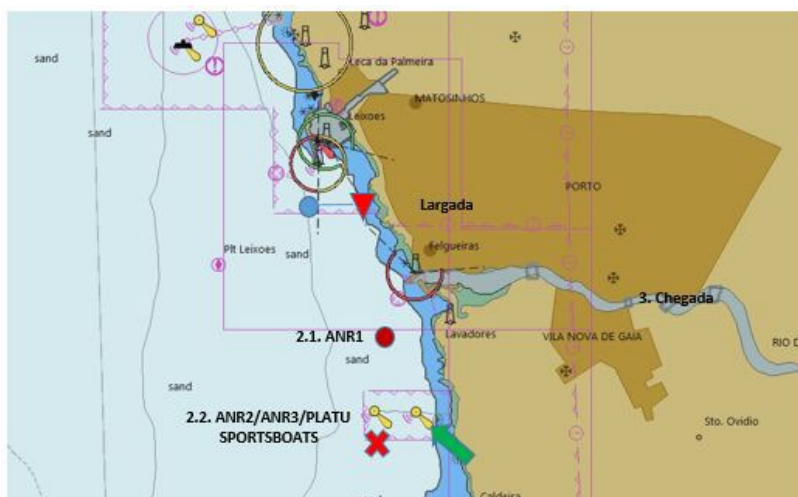 sand
Leca da Palmeira
MATOSINHOS
sand
Leixoes
PORTO
Largada
Plt Leixoes
sand
Felgueiras
3. Chegada
2.1. ANR1
Lavadores
VILA NOVA DE GAIA
RIO D
sand
sand
2.2. ANR2/ANR3/PLATU
SPORTSBOATS
Sto. Ovidio
sand
Caldeira